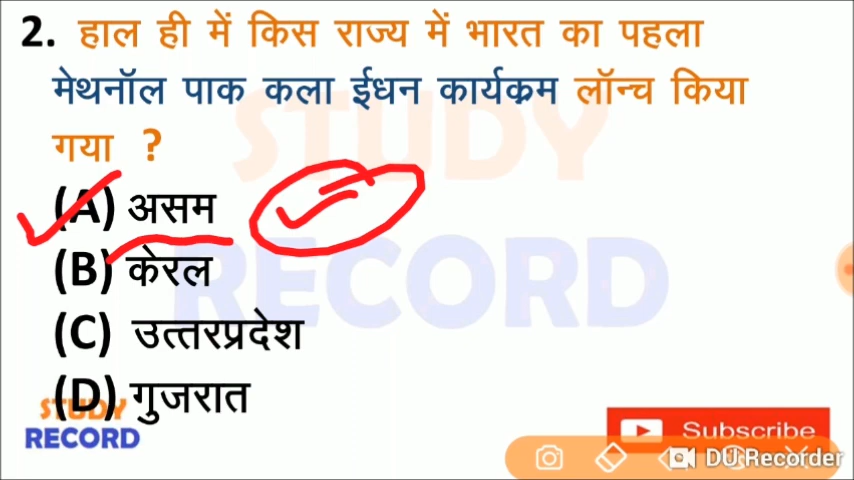 2. हाल ही में किस राज्य में भारत का पहला
मेथनॉल पाक कला ईधन कार्यक्रम लॉन्च किया
गया ?
(A) असम
(B) केरल
(C) उत्तरप्रदेश
(D) गुजरात
STUDY
RECORD
STUDY
RECORD
Subscribe
DU Recorder